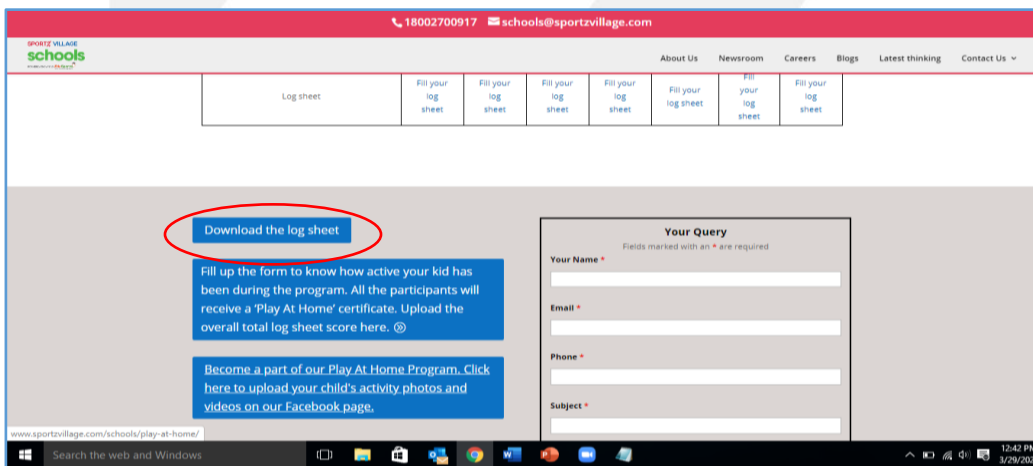 18002700917 schools@sportzvillage.com
SPORTZ VILLAGE
schools
About Us Newsroom Careers Blogs Latest thinking Contact Us
Log sheet
Fill your
log
sheet
Fill your
log
sheet
Fill your
log
sheet
Fill your
log
sheet
Fill your
log sheet
Fill
your
log
sheet
Fill your
log
sheet
Download the log sheet
Fill up the form to know how active your kid has
been during the program. All the participants will
receive a 'Play At Home' certificate. Upload the
overall total log sheet score here.
Become a part of our Play At Home Program. Click
here to upload your child's activity photos and
videos on our Facebook page.
Your Query
Fields marked with an * are required
Your Name *
Email *
Phone *
Subject *
www.sportzvillage.com/schools/play-at-home/
Search the web and Windows
12:42 PM